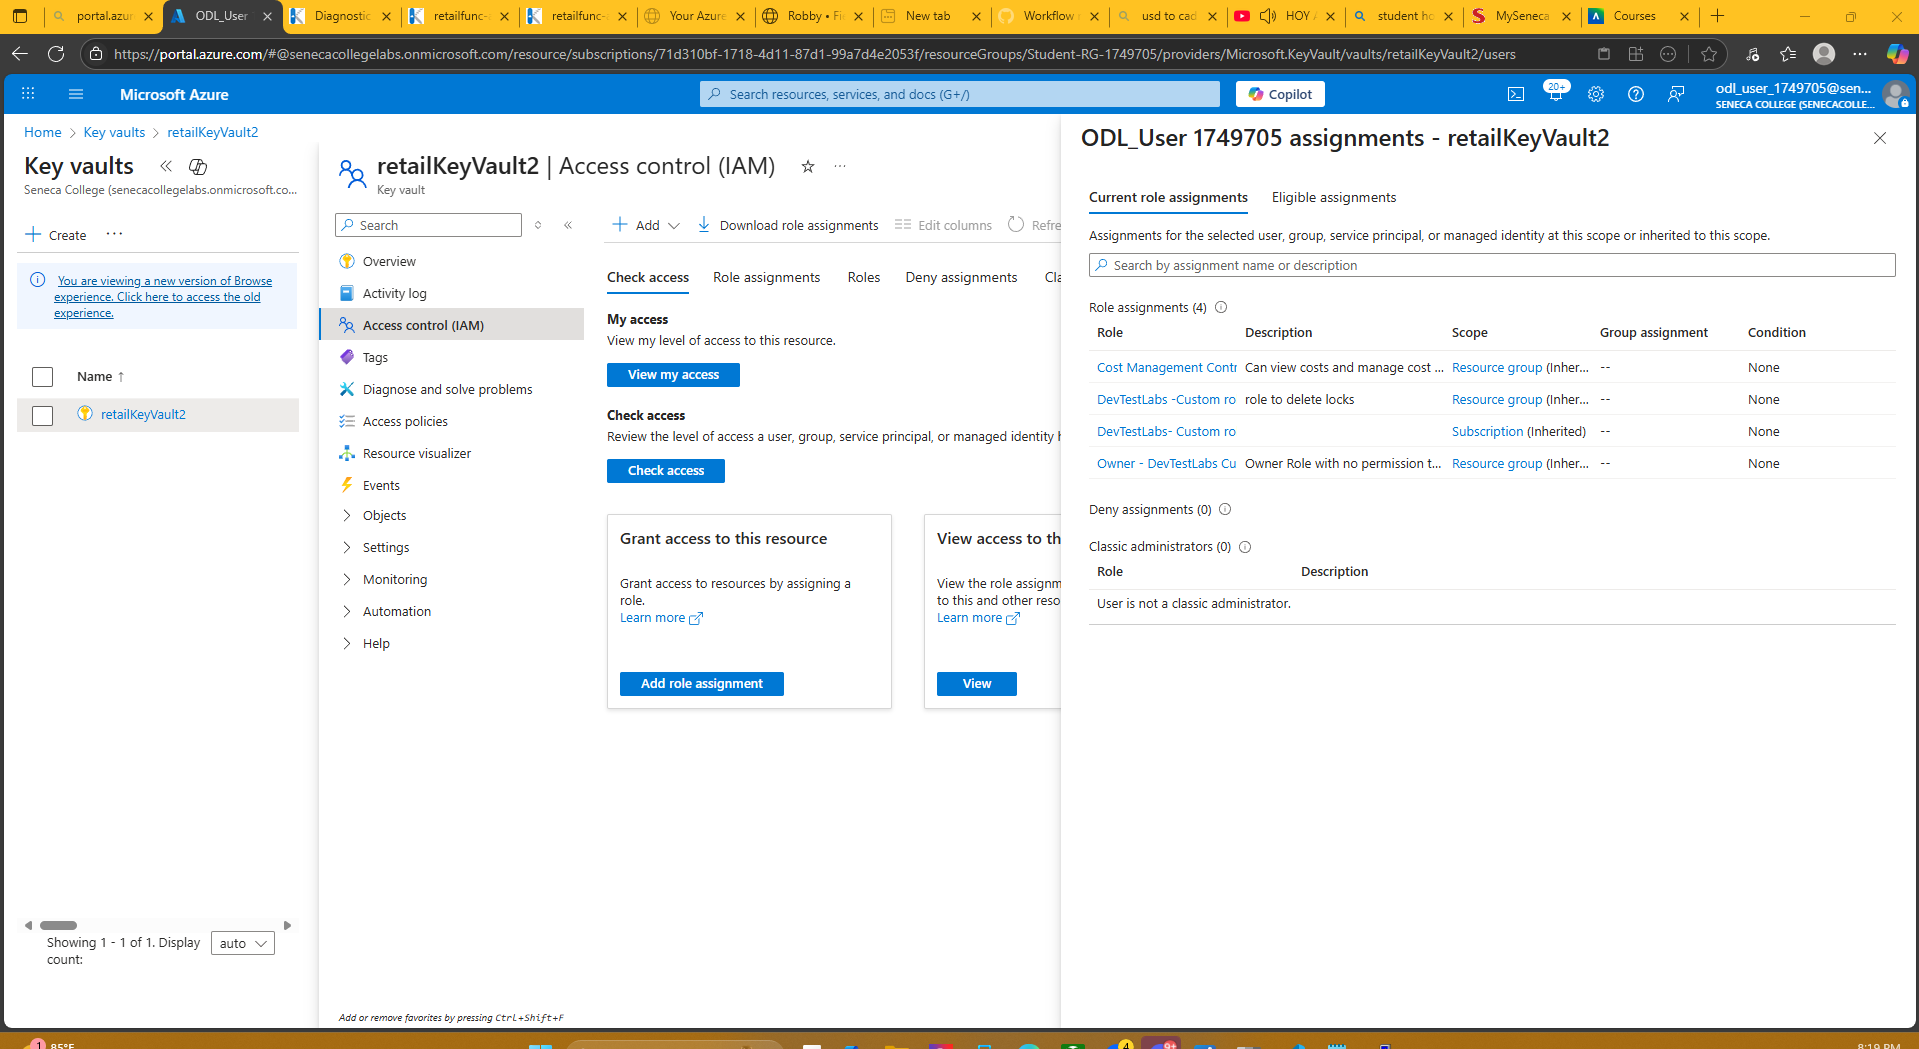 portal.azur
ODL_User
Diagnostic
retailfunc-
retailfunc-
Your Azure
Robby • Fi
New tab
Workflow
usd to cad
HOY
student ho
MySeneca
Courses
https://portal.azure.com/#@senecacollegelabs.onmicrosoft.com/resource/subscriptions/71d310bf-1718-4d11-87d1-99a7d4e2053f/resourceGroups/Student-RG-1749705/providers/Microsoft.KeyVault/vaults/retailKeyVault2/users
Microsoft Azure
Search resources, services, and docs (G+/)
Copilot
20+
odl_user_1749705@sen...
SENECA COLLEGE (SENECACOLLE...
Home > Key vaults > retailKeyVault2
Key vaults
Seneca College (senecacollegelabs.onmicrosoft.co...
Create
You are viewing a new version of Browse
experience. Click here to access the old
experience.
Name ↑
retailKeyVault2
Showing 1 - 1 of 1. Display
count:
auto
retailKeyVault2 | Access control (IAM)
Key vault
Search
Overview
Activity log
Access control (IAM)
Tags
Diagnose and solve problems
Access policies
Resource visualizer
Events
Objects
Settings
Monitoring
Automation
Help
Add or remove favorites by pressing Ctrl+Shift+F
Add
Download role assignments
Edit columns
Refre
Check access
Role assignments
Roles
Deny assignments
Cla
My access
View my level of access to this resource.
View my access
Check access
Review the level of access a user, group, service principal, or managed identity h
Check access
Grant access to this resource
Grant access to resources by assigning a
role.
Learn more
Add role assignment
View access to th
View the role assignm
to this and other reso
Learn more
View
ODL_User 1749705 assignments - retailKeyVault2
Current role assignments
Eligible assignments
Assignments for the selected user, group, service principal, or managed identity at this scope or inherited to this scope.
Search by assignment name or description
Role assignments (4)
Role Description Scope Group assignment Condition
Cost Management Contr Can view costs and manage cost ... Resource group (Inher... -- None
DevTestLabs -Custom ro role to delete locks Resource group (Inher... -- None
DevTestLabs- Custom ro Subscription (Inherited) -- None
Owner - DevTestLabs Cu Owner Role with no permission t... Resource group (Inher... -- None
Deny assignments (0)
Classic administrators (0)
Role Description
User is not a classic administrator.
1
85°F
4
9+
8:19 PM